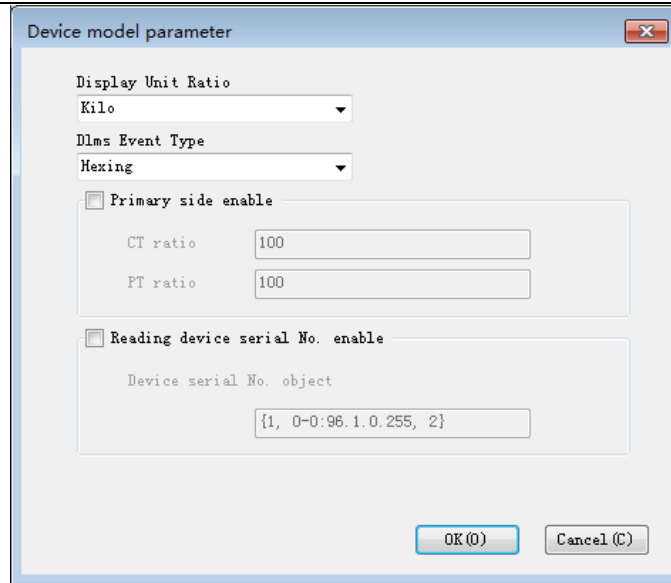 Device model parameter
Display Unit Ratio
Kilo
Dlms Event Type
Hexing
Primary side enable
CT ratio 100
PT ratio 100
Reading device serial No. enable
Device serial No. object
{1, 0-0:96.1.0.255, 2}
OK(O) Cancel(C)